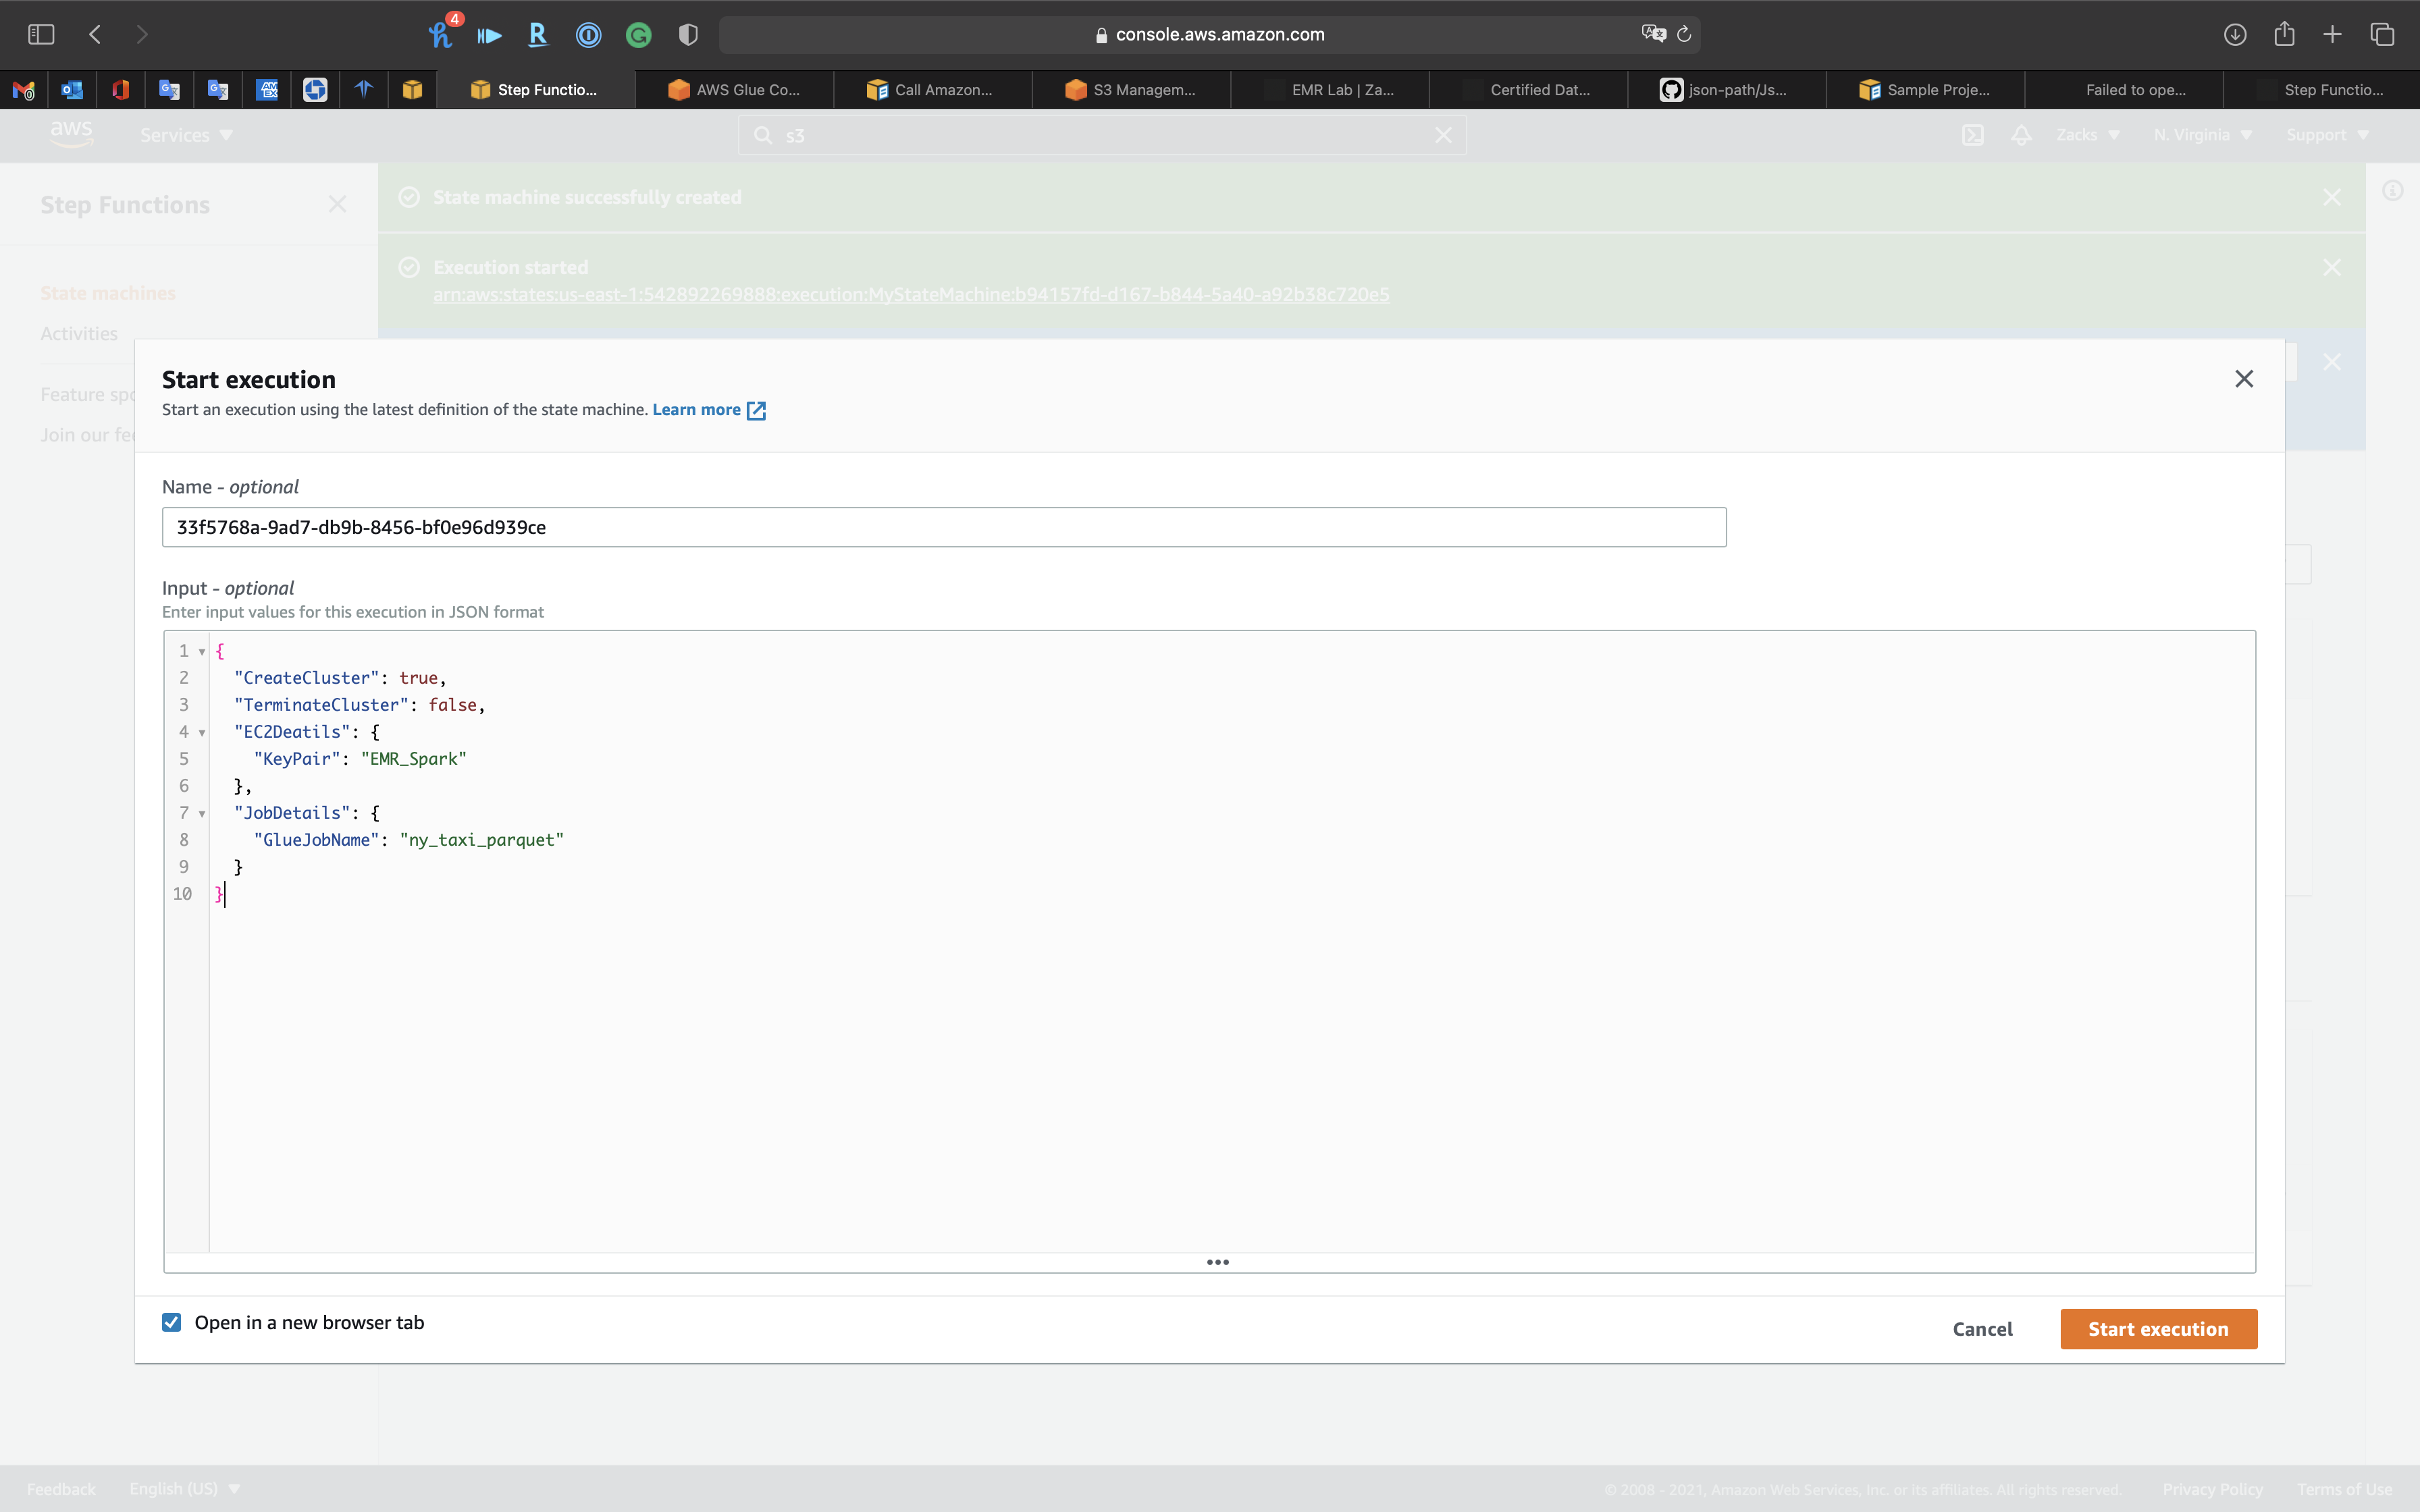 4
console.aws.amazon.com
Step Functio...
AWS Glue Co...
Call Amazon...
S3 Managem...
EMR Lab | Za...
Certified Dat...
json-path/Js...
Sample Proje...
Failed to ope...
Step Functio...
aws
Services
s3
Zacks
N. Virginia
Support
Step Functions
State machine successfully created
Execution started
arn:aws:states:us-east-1:542892269888:execution:MyStateMachine:b94157fd-d167-b844-5a40-a92b38c720e5
State machines
Activities
Feature spo
Join our fee
Start execution
Start an execution using the latest definition of the state machine. Learn more
Name - optional
33f5768a-9ad7-db9b-8456-bf0e96d939ce
Input - optional
Enter input values for this execution in JSON format
1 {
2 "CreateCluster": true,
3 "TerminateCluster": false,
4 "EC2Deatils": {
5 "KeyPair": "EMR_Spark"
6 },
7 "JobDetails": {
8 "GlueJobName": "ny_taxi_parquet"
9 }
10 }
Open in a new browser tab
Cancel
Start execution
Feedback
English (US)
© 2008 - 2021, Amazon Web Services, Inc. or its affiliates. All rights reserved.
Privacy Policy
Terms of Use